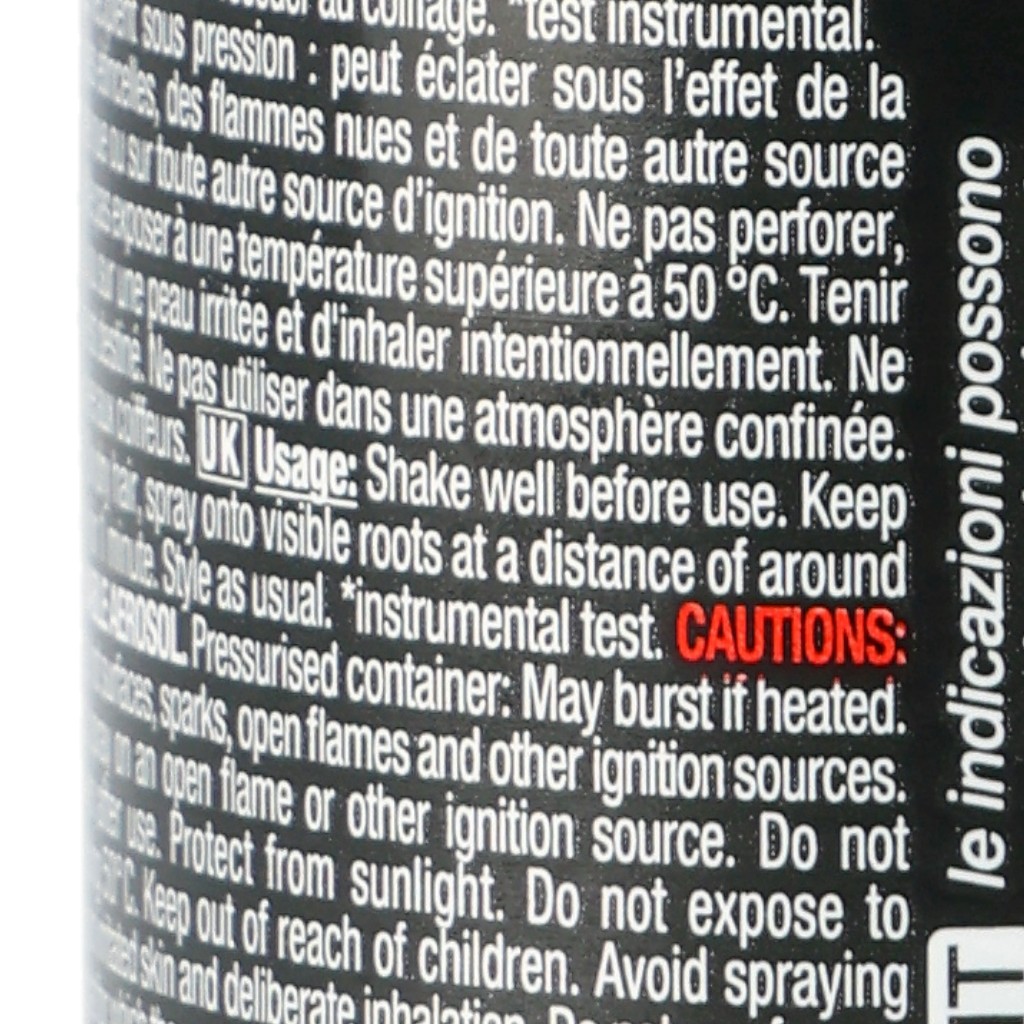 au coiffage. *test instrumental.
sous pression : peut éclater sous l'effet de la
des flammes nues et de toute autre source
ou sur toute autre source d'ignition. Ne pas perforer,
exposer à une température supérieure à 50 °C. Tenir
une peau irritée et d'inhaler intentionnellement. Ne
Ne pas utiliser dans une atmosphère confinée.
coiffeurs. UK Usage: Shake well before use. Keep
hair, spray onto visible roots at a distance of around
minute. Style as usual. *instrumental test. CAUTIONS:
AEROSOL. Pressurised container: May burst if heated.
surfaces, sparks, open flames and other ignition sources.
on an open flame or other ignition source. Do not
use. Protect from sunlight. Do not expose to
Keep out of reach of children. Avoid spraying
skin and deliberate inhalation.
le indicazioni possono
IT